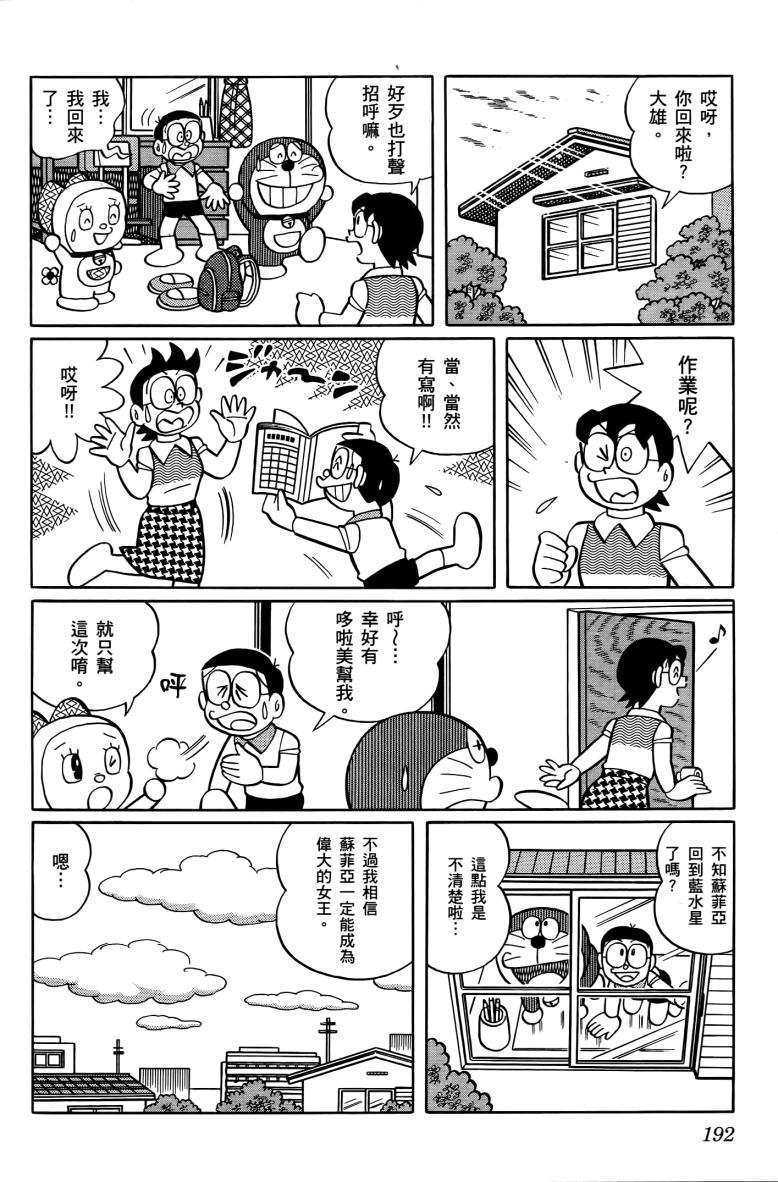 哎呀，
你回來啦？
大雄。
好歹也打聲
招呼嘛。
我…
我回來
了…
作業呢？
當、當然
有寫啊！！
哎呀！！
呼～…
幸好有
哆啦美幫
我。
呼
就只幫
這次唷。
不知蘇菲亞
回到藍水星
了嗎？
這點我是
不清楚啦…
不過我相信
蘇菲亞一定能成為
偉大的女王。
嗯…
192